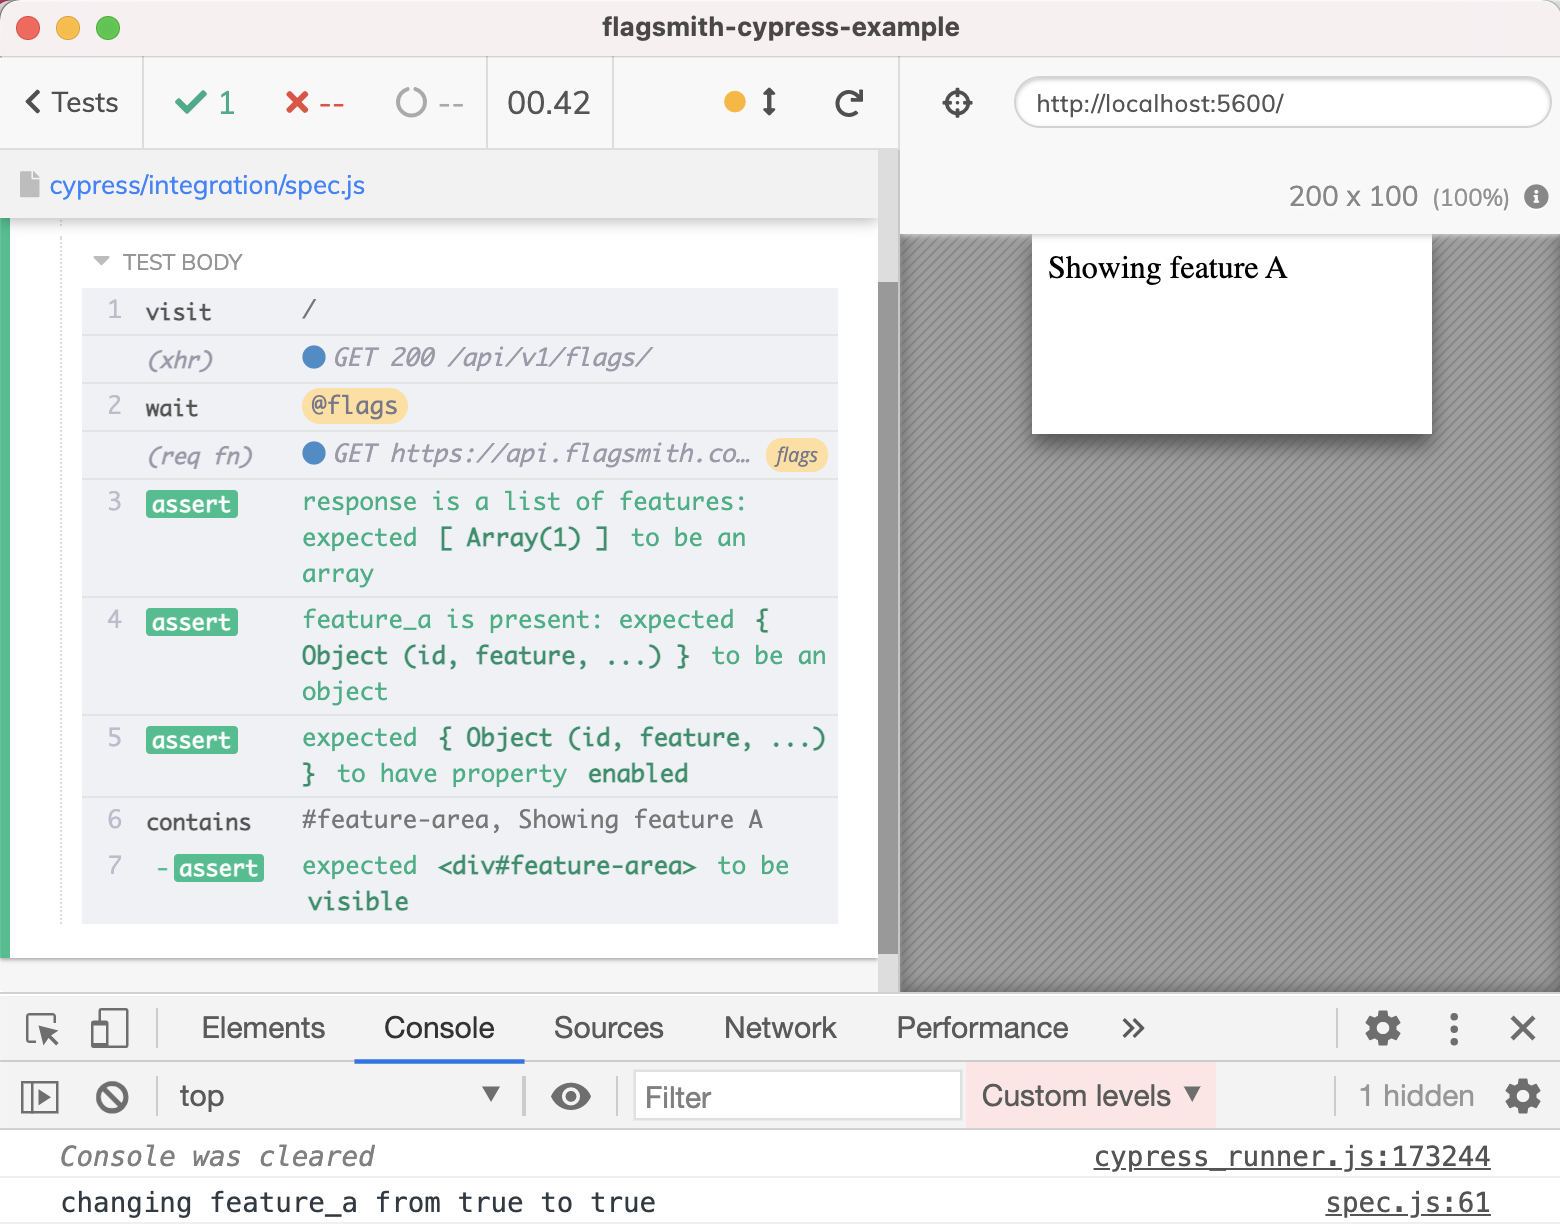 flagsmith-cypress-example
Tests
1
--
--
00.42
http://localhost:5600/
cypress/integration/spec.js
200 x 100 (100%)
Showing feature A
TEST BODY
1 visit /
(xhr) GET 200 /api/v1/flags/
2 wait @flags
(req fn) GET https://api.flagsmith.co… flags
3 assert response is a list of features:
expected [ Array(1) ] to be an
array
4 assert feature_a is present: expected {
Object (id, feature, ...) } to be an
object
5 assert expected { Object (id, feature, ...)
} to have property enabled
6 contains #feature-area, Showing feature A
7 -assert expected <div#feature-area> to be
visible
Elements Console Sources Network Performance
top Filter Custom levels 1 hidden
Console was cleared cypress_runner.js:173244
changing feature_a from true to true spec.js:61